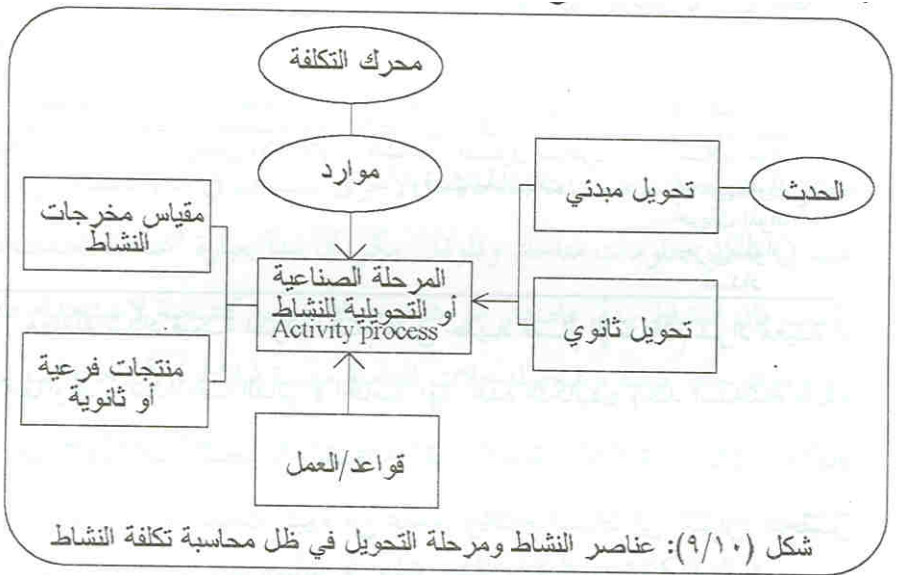 محرك التكلفة
موارد
تحويل مبدئي
الحدث
مقياس مخرجات
النشاط
المرحلة الصناعية
أو التحويلية للنشاط
Activity process
تحويل ثانوي
منتجات فرعية
أو ثانوية
قواعد/العمل
شكل (٩/١٠): عناصر النشاط ومرحلة التحويل في ظل محاسبة تكلفة النشاط